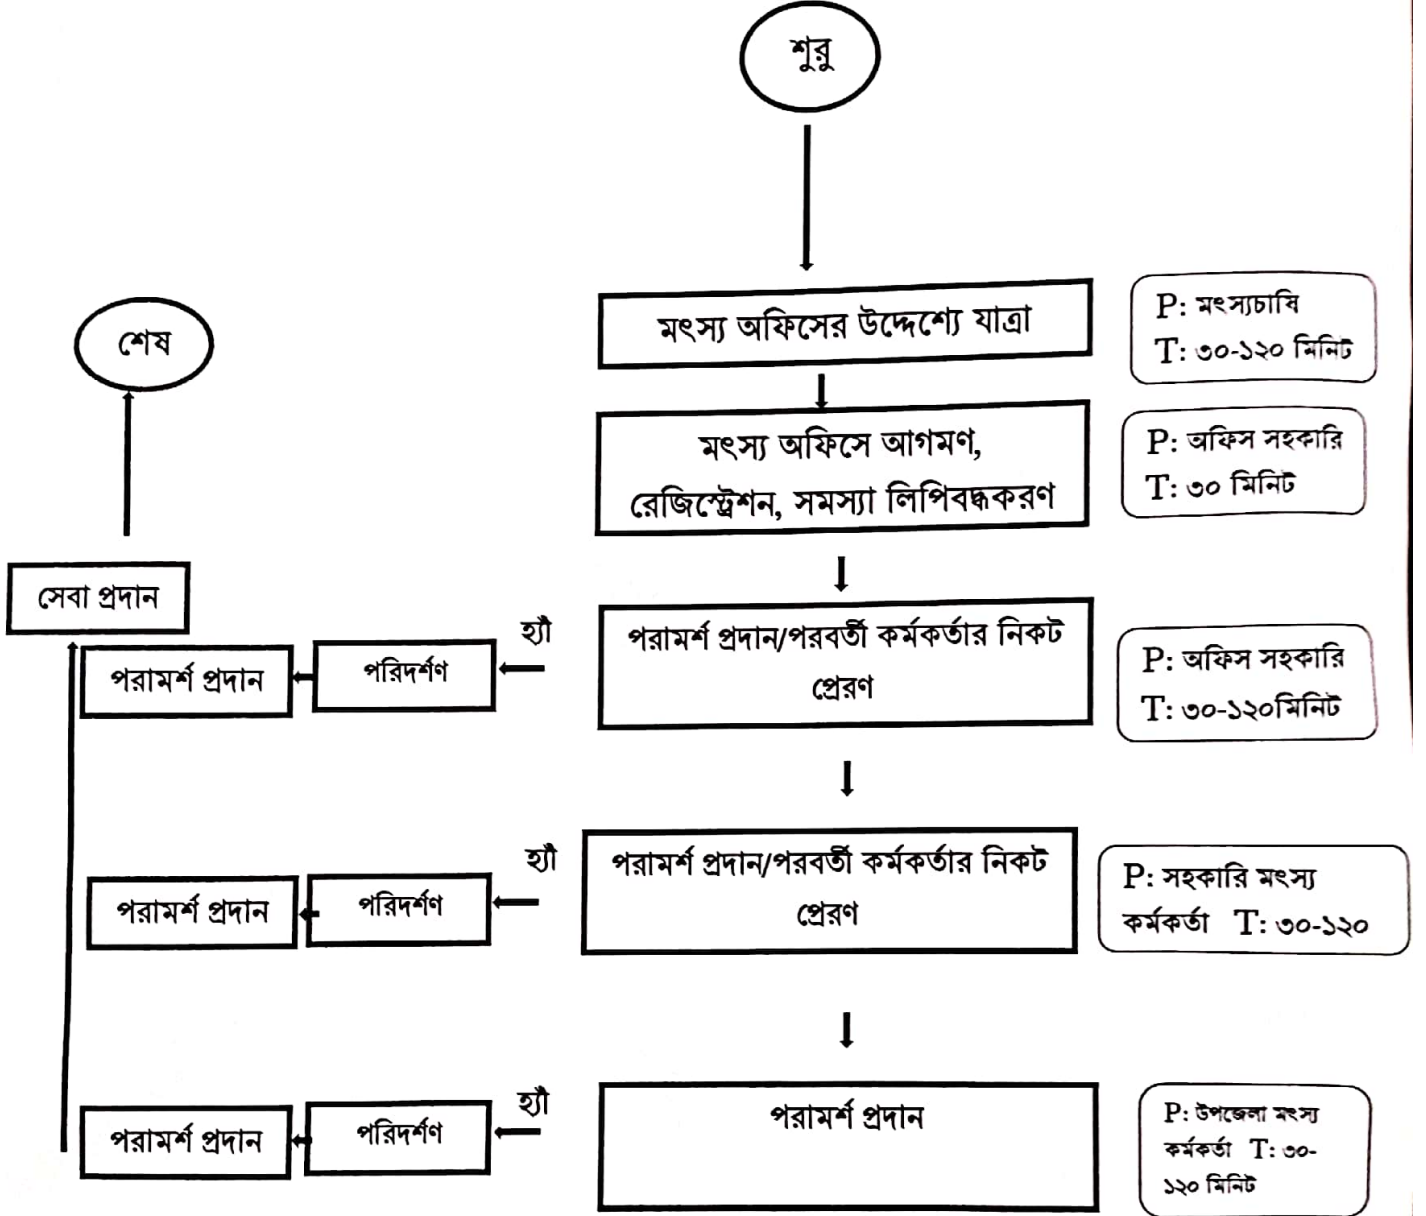 শুরু
মৎস্য অফিসের উদ্দেশ্যে যাত্রা
P: মৎস্যচাষি
T: ৩০-১২০ মিনিট
শেষ
মৎস্য অফিসে আগমণ,
রেজিস্ট্রেশন, সমস্যা লিপিবদ্ধকরণ
P: অফিস সহকারি
T: ৩০ মিনিট
সেবা প্রদান
পরামর্শ প্রদান/পরবর্তী কর্মকর্তার নিকট
প্রেরণ
P: অফিস সহকারি
T: ৩০-১২০মিনিট
হ্যাঁ
পরিদর্শণ
পরামর্শ প্রদান
পরামর্শ প্রদান/পরবর্তী কর্মকর্তার নিকট
প্রেরণ
P: সহকারি মৎস্য
কর্মকর্তা T: ৩০-১২০
হ্যাঁ
পরিদর্শণ
পরামর্শ প্রদান
পরামর্শ প্রদান
P: উপজেলা মৎস্য
কর্মকর্তা T: ৩০-
১২০ মিনিট
হ্যাঁ
পরিদর্শণ
পরামর্শ প্রদান